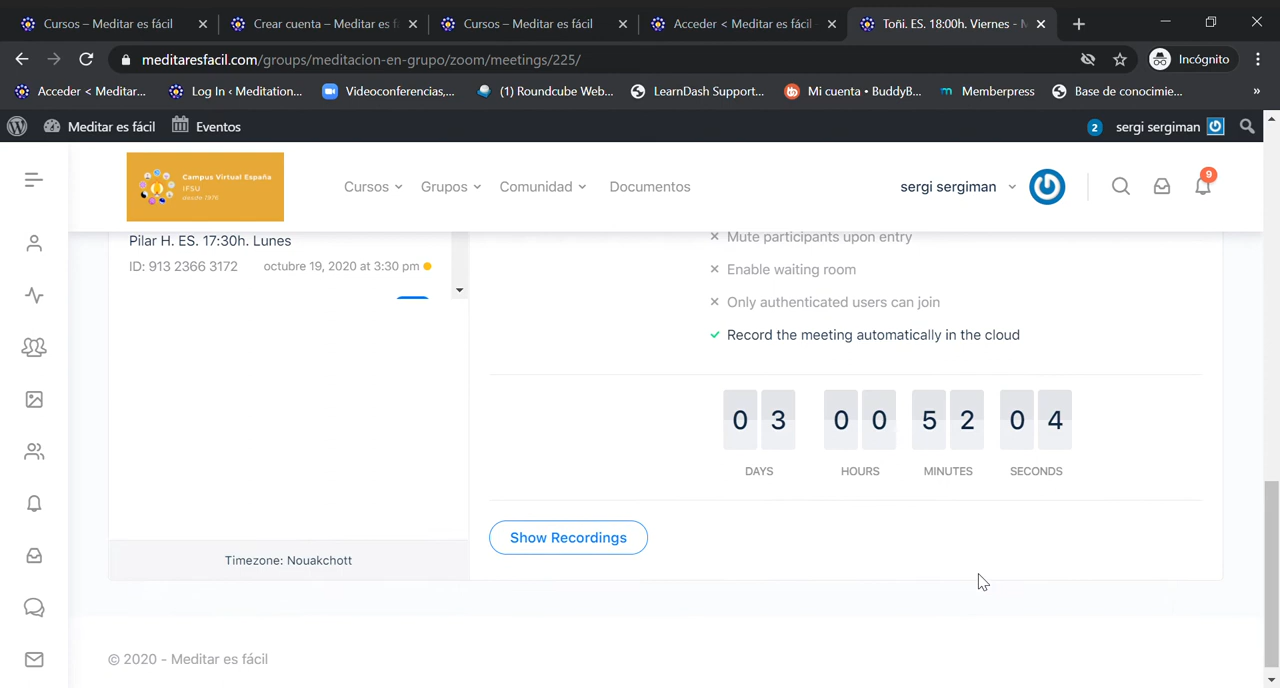 Cursos – Meditar es fácil
Crear cuenta – Meditar es fá
Cursos – Meditar es fácil
Acceder < Meditar es fácil
Toñi. ES. 18:00h. Viernes - M
meditaresfacil.com/groups/meditacion-en-grupo/zoom/meetings/225/
Incógnito
Acceder < Meditar...
Log In < Meditation...
Videoconferencias,...
(1) Roundcube Web...
LearnDash Support...
Mi cuenta • BuddyB...
Memberpress
Base de conocimie...
»
Meditar es fácil
Eventos
2
sergi sergiman
Campus Virtual España
IFSU
desde 1976
Cursos
Grupos
Comunidad
Documentos
sergi sergiman
9
Pilar H. ES. 17:30h. Lunes
ID: 913 2366 3172
octubre 19, 2020 at 3:30 pm
Mute participants upon entry
Enable waiting room
Only authenticated users can join
Record the meeting automatically in the cloud
0 3 0 0 5 2 0 4
DAYS HOURS MINUTES SECONDS
Show Recordings
Timezone: Nouakchott
© 2020 - Meditar es fácil